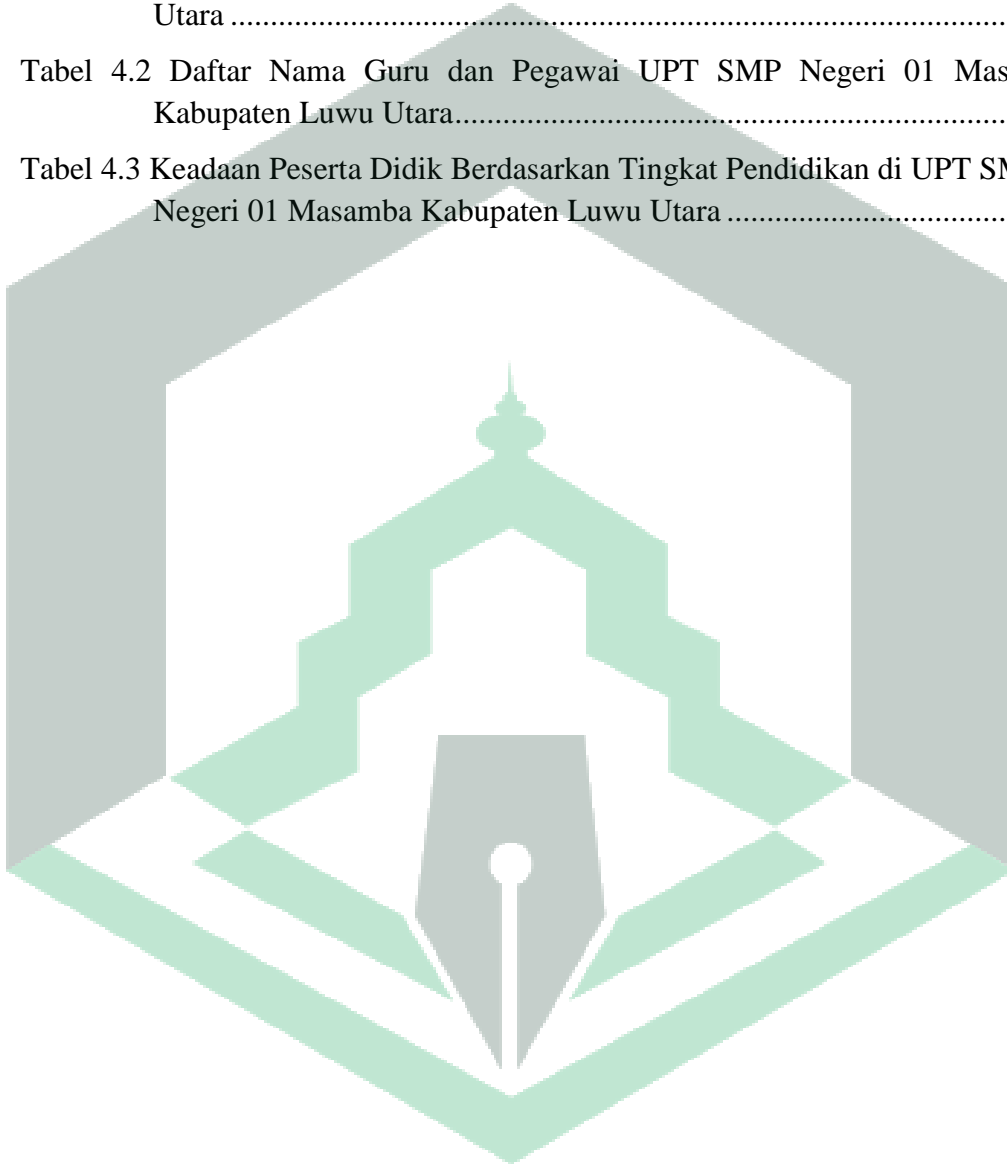 Utara ..........................................................................................
Tabel 4.2 Daftar Nama Guru dan Pegawai UPT SMP Negeri 01
Kabupaten Luwu Utara.................................................................
Tabel 4.3 Keadaan Peserta Didik Berdasarkan Tingkat Pendidikan di UPT
Negeri 01 Masamba Kabupaten Luwu Utara ...................................